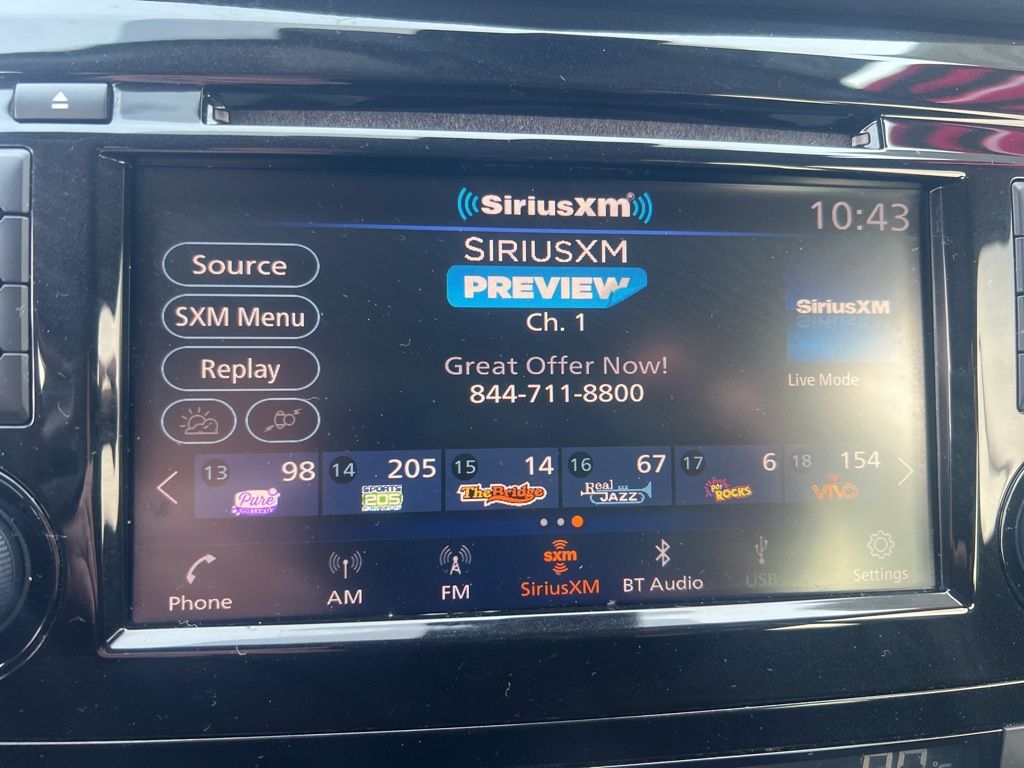 SiriusXM
10:43
Source
SXM Menu
Replay
SIRIUSXM
PREVIEW
Ch. 1
Great Offer Now!
844-711-8800
SiriusXM
Live Mode
13 98 14 205 15 14 16 67 17 6 18 154
Pure COMEDY SPORTS 205 The Bridge Real JAZZ ROCKS VIVO
sxm
Phone AM FM SiriusXM BT Audio USB Settings
°C